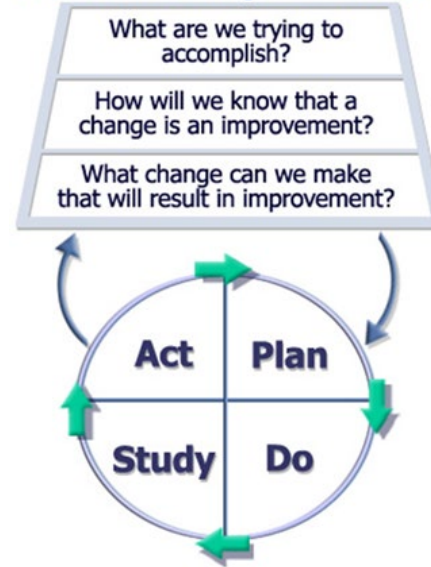 What are we trying to
accomplish?
How will we know that a
change is an improvement?
What change can we make
that will result in improvement?
Act
Plan
Study
Do